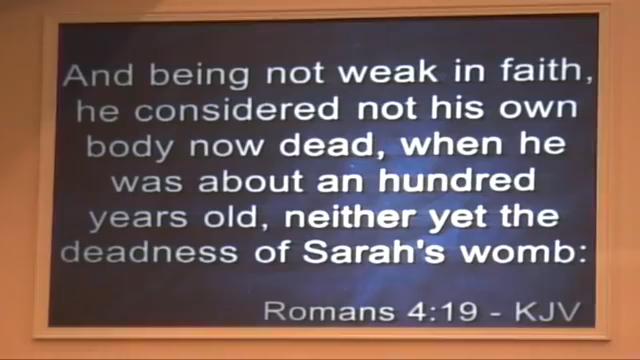 And being not weak in faith,
he considered not his own
body now dead, when he
was about an hundred
years old, neither yet the
deadness of Sarah's womb:
Romans 4:19 - KJV